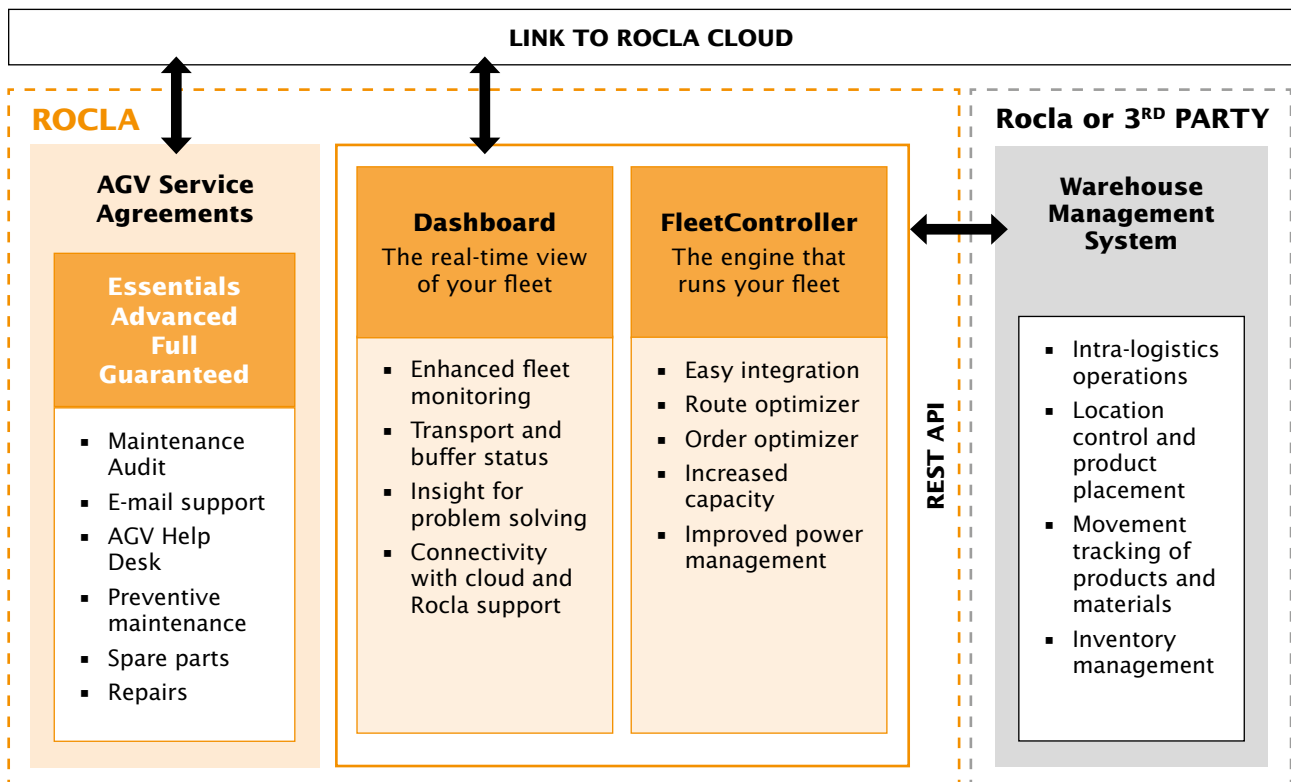 LINK TO ROCLA CLOUD
ROCLA
AGV Service
Agreements
Essentials
Advanced
Full
Guaranteed
▪ Maintenance
Audit
▪ E-mail support
▪ AGV Help
Desk
▪ Preventive
maintenance
▪ Spare parts
▪ Repairs
Dashboard
The real-time view
of your fleet
▪ Enhanced fleet
monitoring
▪ Transport and
buffer status
▪ Insight for
problem solving
▪ Connectivity
with cloud and
Rocla support
FleetController
The engine that
runs your fleet
▪ Easy integration
▪ Route optimizer
▪ Order optimizer
▪ Increased
capacity
▪ Improved power
management
REST API
Rocla or 3RD PARTY
Warehouse
Management
System
▪ Intra-logistics
operations
▪ Location
control and
product
placement
▪ Movement
tracking of
products and
materials
▪ Inventory
management